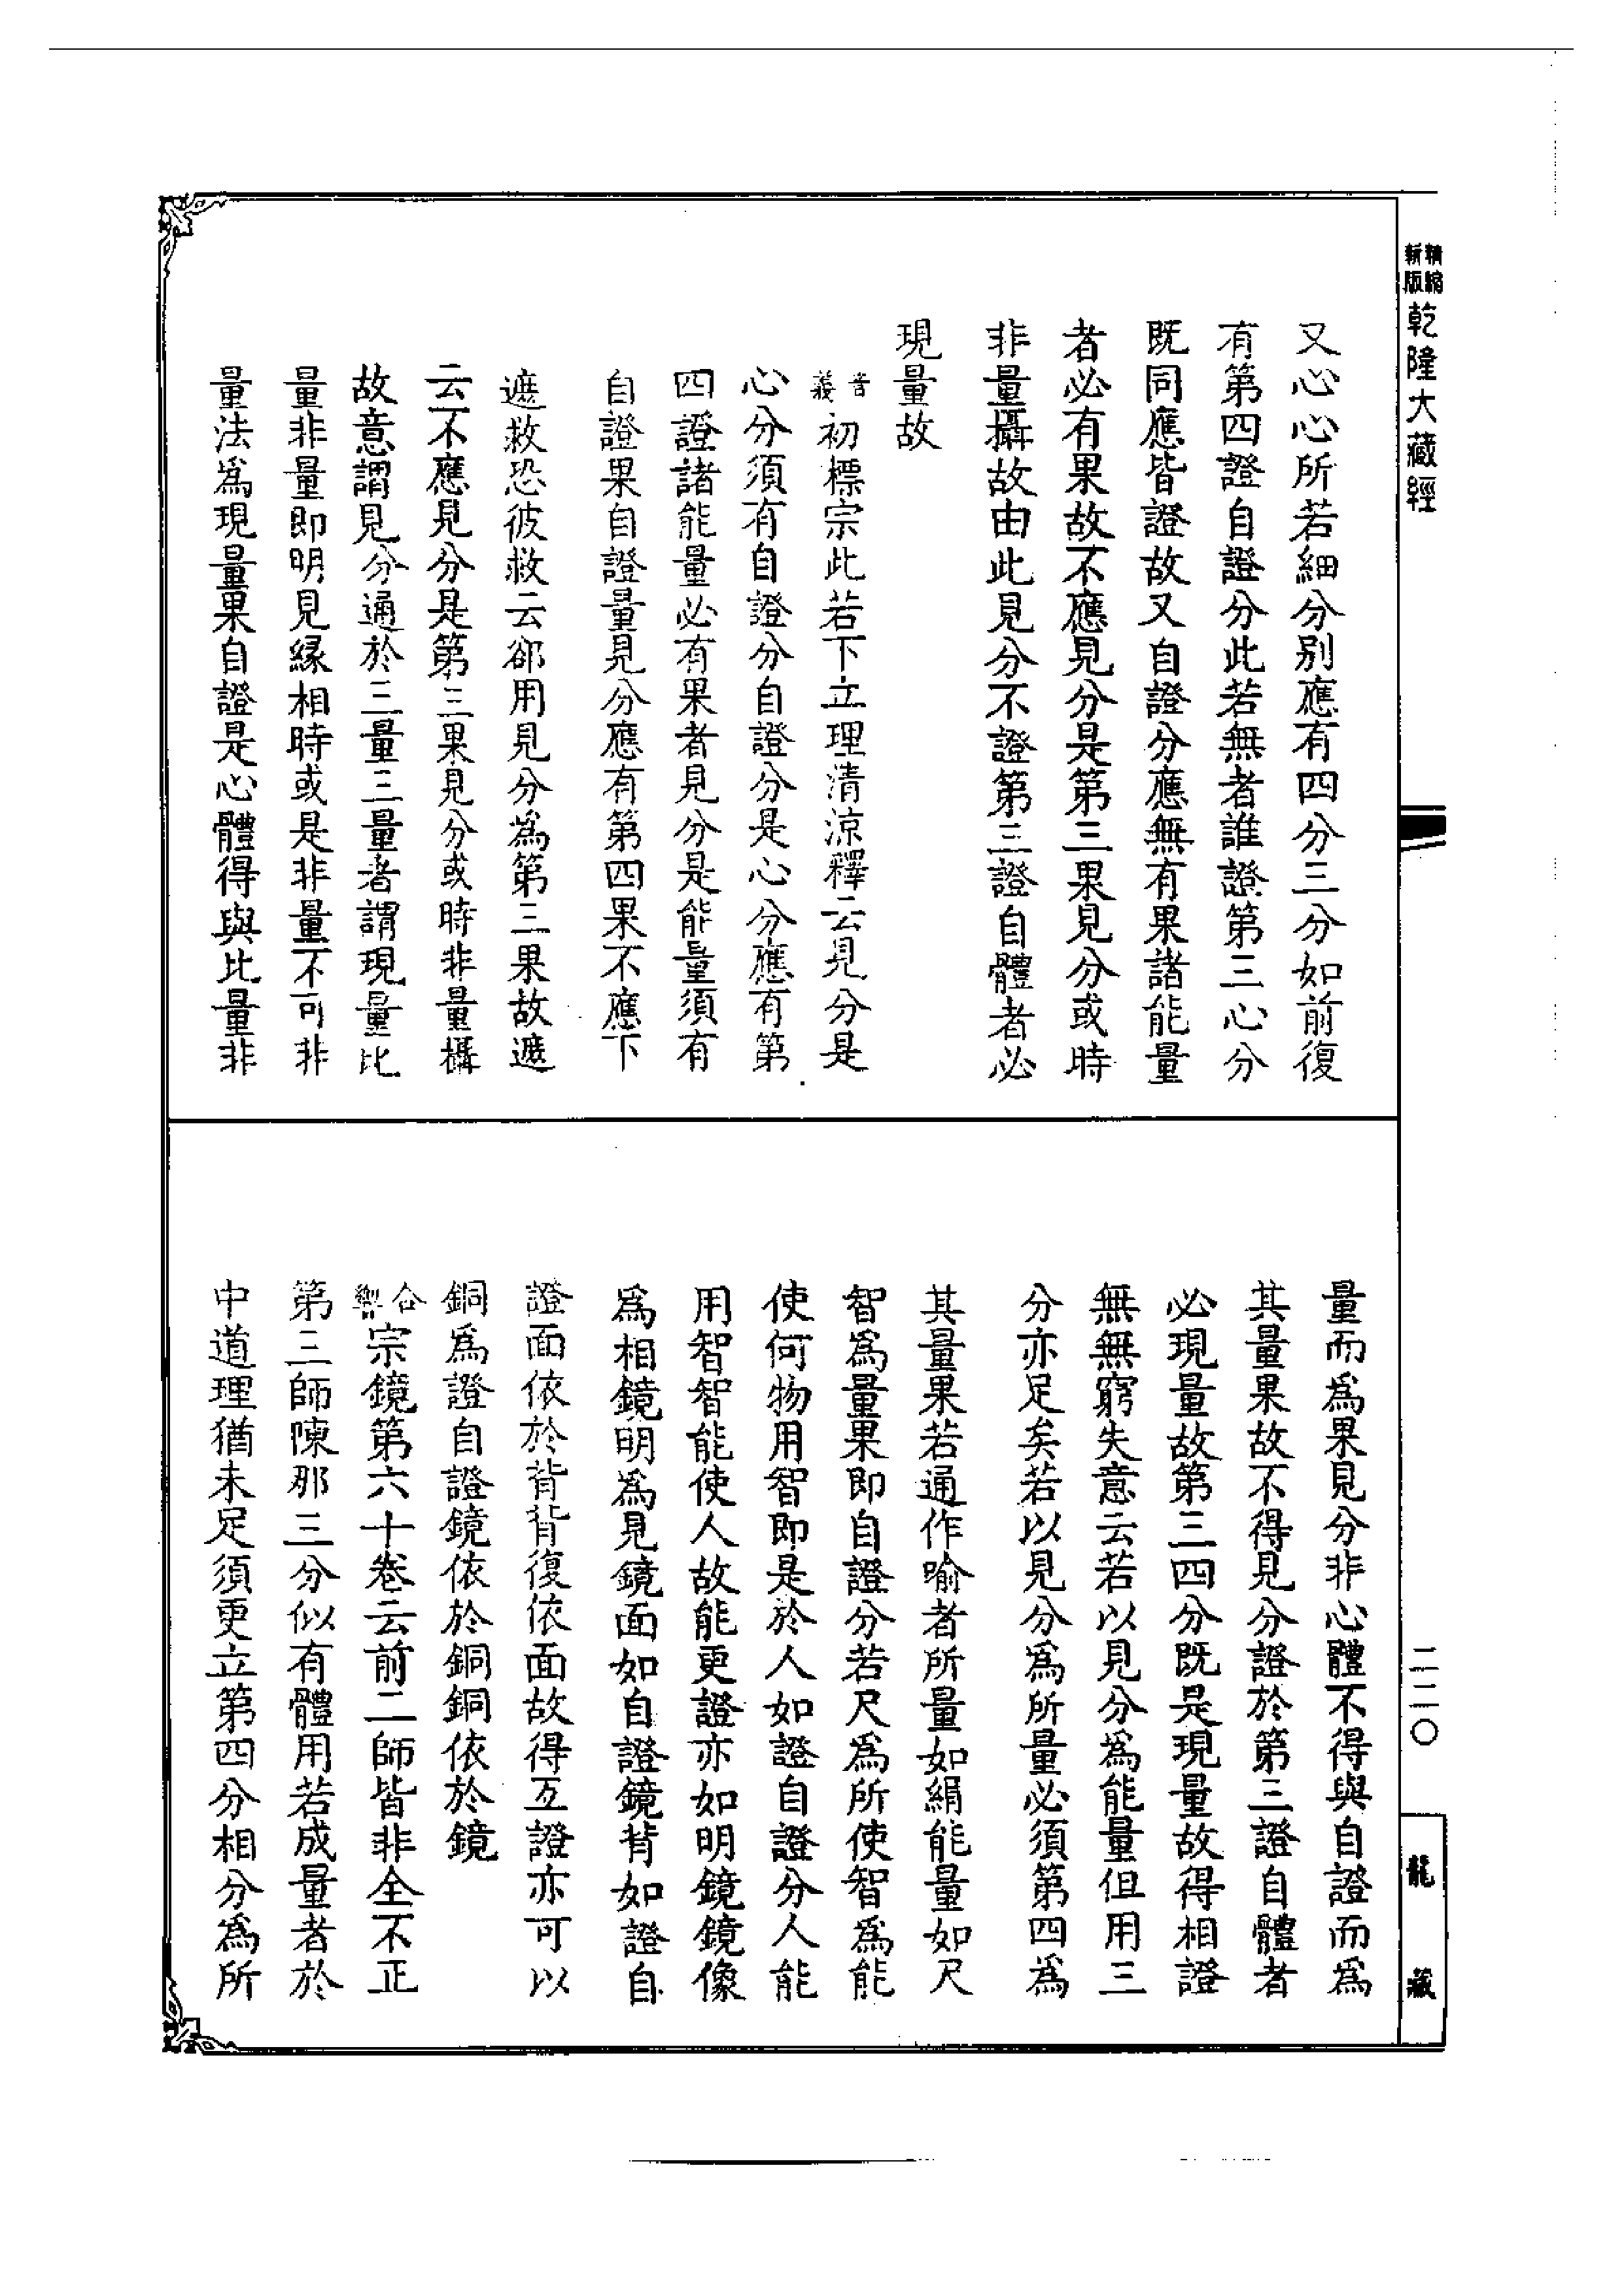 精縮
新版
乾隆大藏經
又心心所若細分別應有四分三分如前復
有第四證自證分此若無者誰證第三心分
既同應皆證故又自證分應無有果諸能量
者必有果故不應見分是第三果見分或時
非量攝故由此見分不證第三證自體者必
現量故
音義
初標宗此若下立理清涼釋云見分是
心分須有自證分自證分是心分應有第
四證諸能量必有果者見分是能量須有
自證果自證量見分應有第四果不應下
遮救恐彼救云郤用見分為第三果故遮
云不應見分是第三果見分或時非量攝
故意謂見分通於三量三量者謂現量比
量非量即明見緣相時或是非量不可非
量法為現量果自證是心體得與比量非
量而為果見分非心體不得與自證而為
其量果故不得見分證於第三證自體者
必現量故第三四分既是現量故得相證
無無窮失意云若以見分為能量但用三
分亦足矣若以見分為所量必須第四為
其量果若通作喻者所量如絹能量如尺
智為量果即自證分若尺為所使智為能
使何物用智即是於人如證自證分人能
用智智能使人故能更證亦如明鏡鏡像
為相鏡明為見鏡面如自證鏡背如證自
證面依於背背復依面故得互證亦可以
銅為證自證鏡依於銅銅依於鏡
合響
宗鏡第六十卷云前二師皆非全不正
第三師陳那三分似有體用若成量者於
中道理猶未足須更立第四分相分為所
二二〇
龍藏